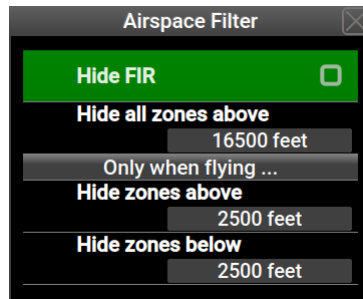 Airspace Filter
Hide FIR
Hide all zones above
16500 feet
Only when flying ...
Hide zones above
2500 feet
Hide zones below
2500 feet